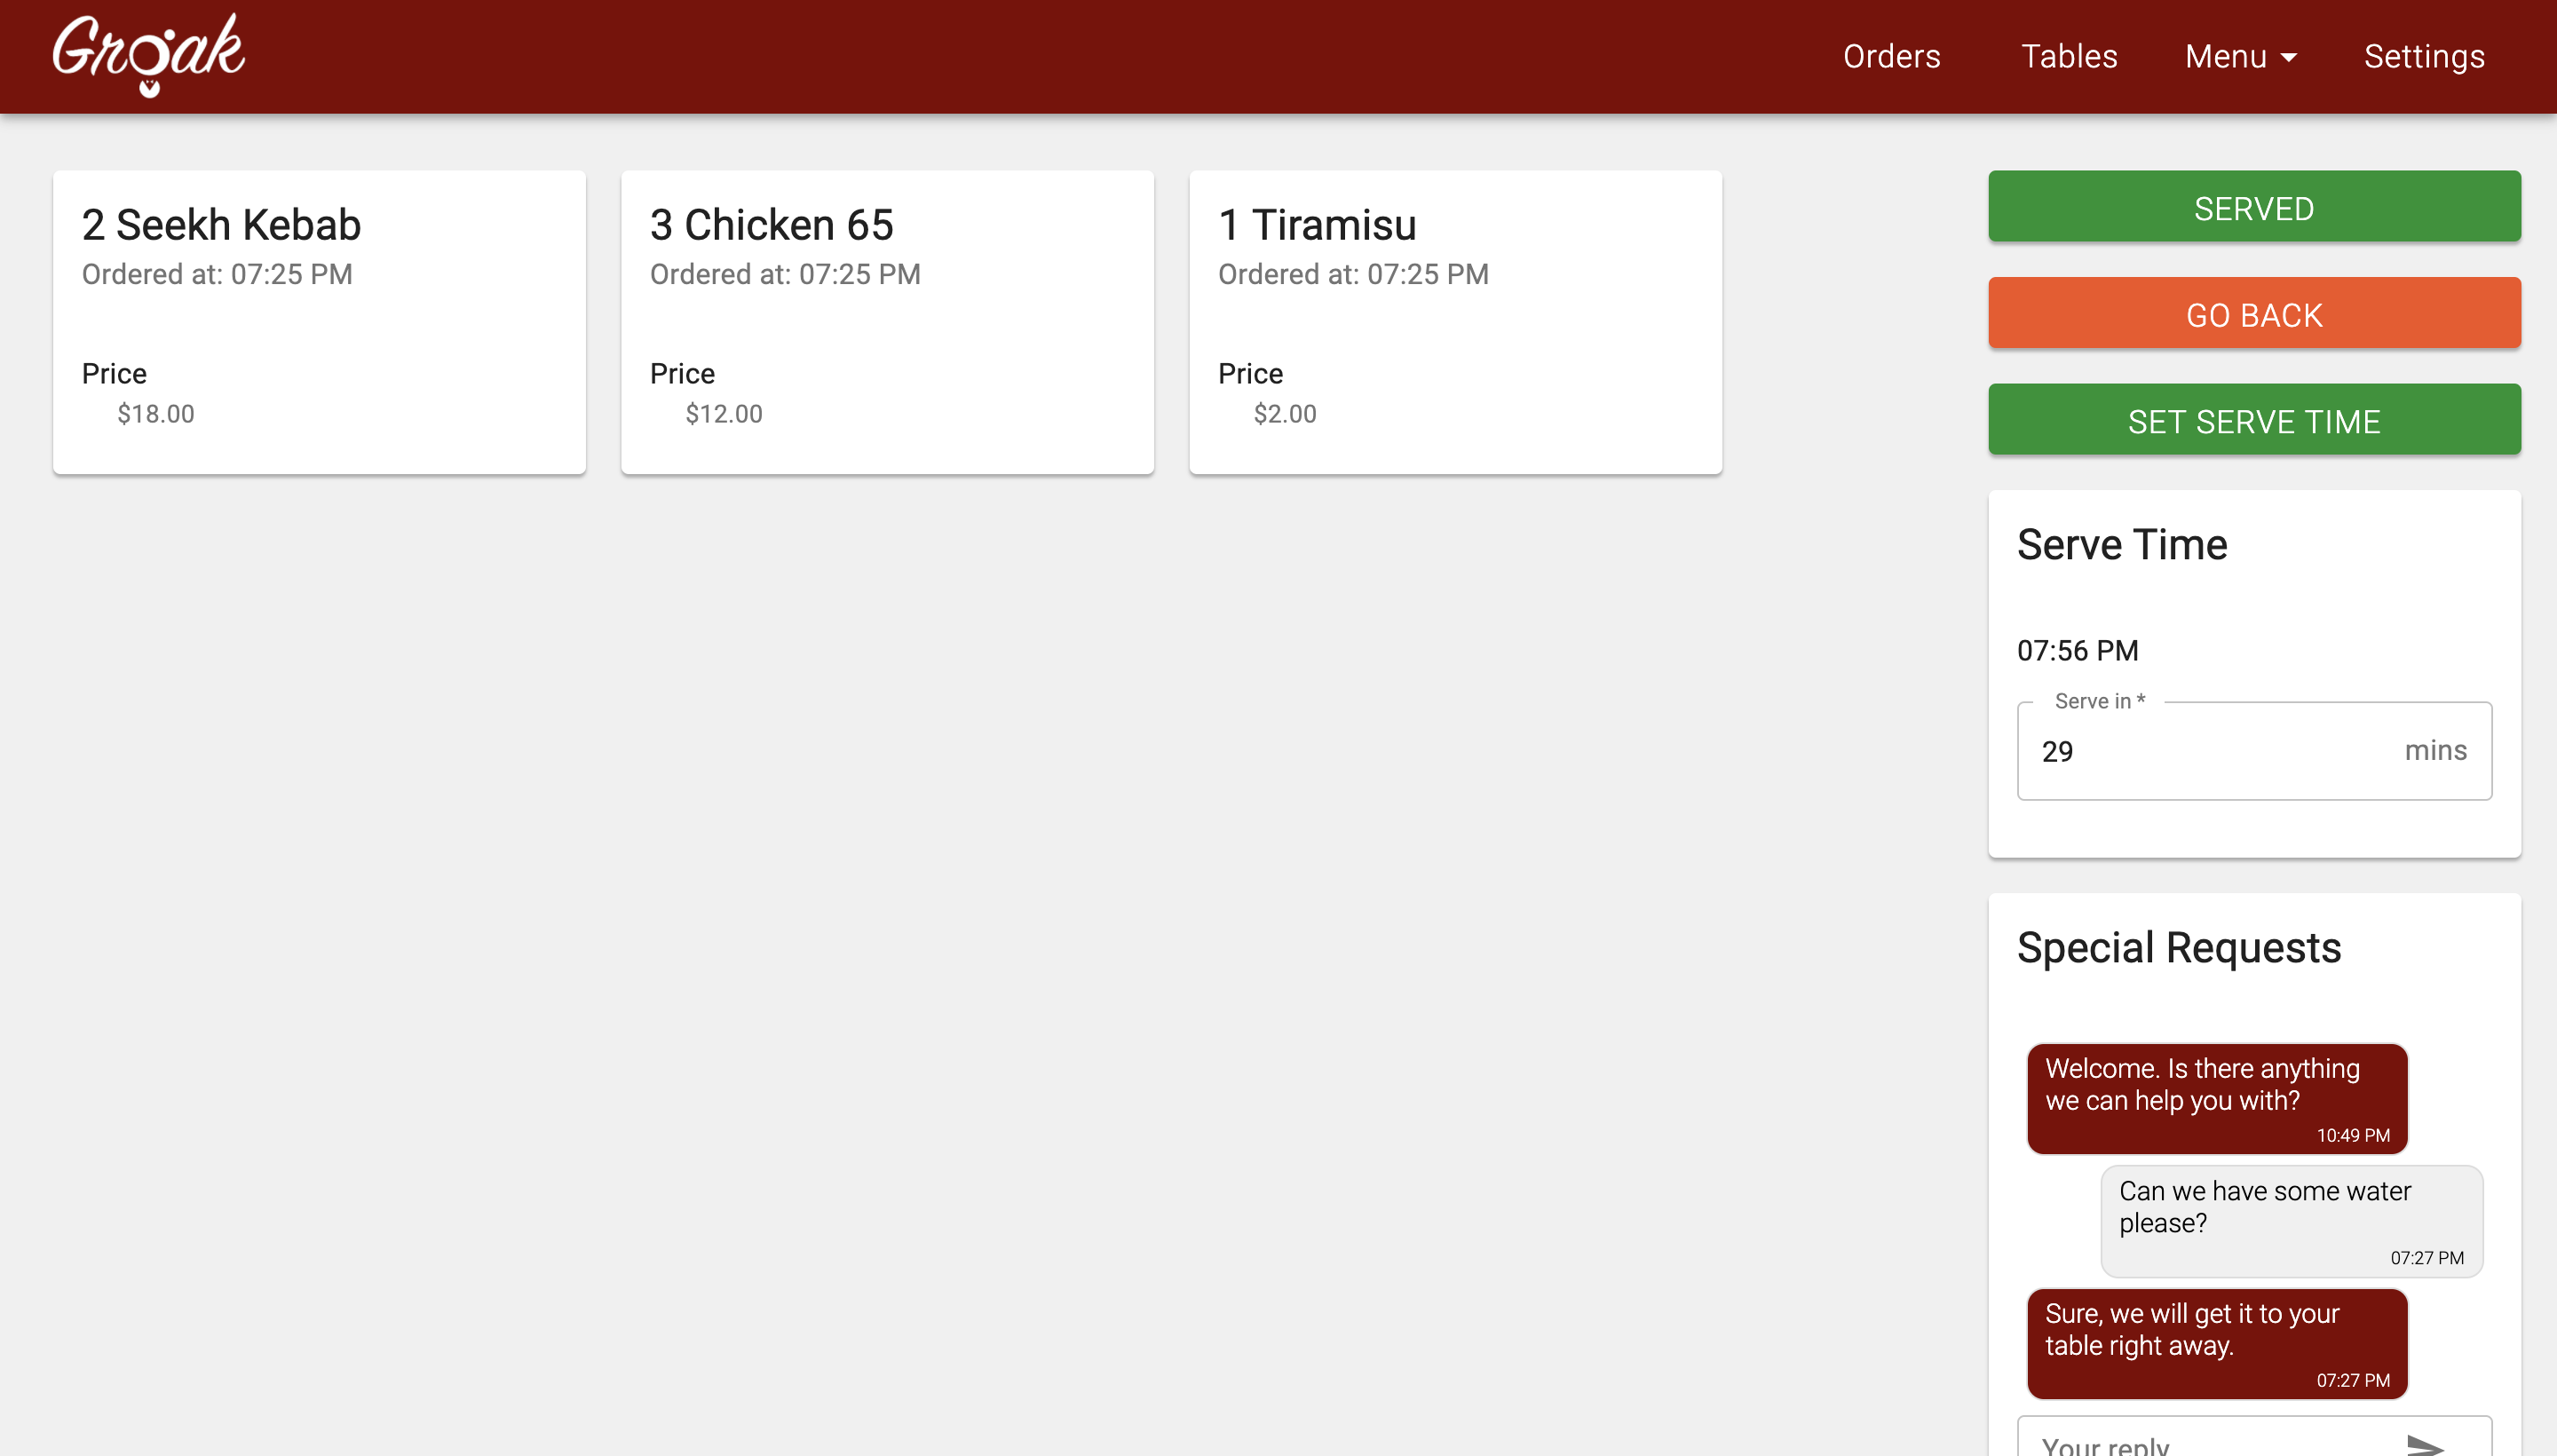 Groak
Orders Tables Menu Settings
2 Seekh Kebab
Ordered at: 07:25 PM
Price
$18.00
3 Chicken 65
Ordered at: 07:25 PM
Price
$12.00
1 Tiramisu
Ordered at: 07:25 PM
Price
$2.00
SERVED
GO BACK
SET SERVE TIME
Serve Time
07:56 PM
Serve in *
29 mins
Special Requests
Welcome. Is there anything
we can help you with?
10:49 PM
Can we have some water
please?
07:27 PM
Sure, we will get it to your
table right away.
07:27 PM
Your reply